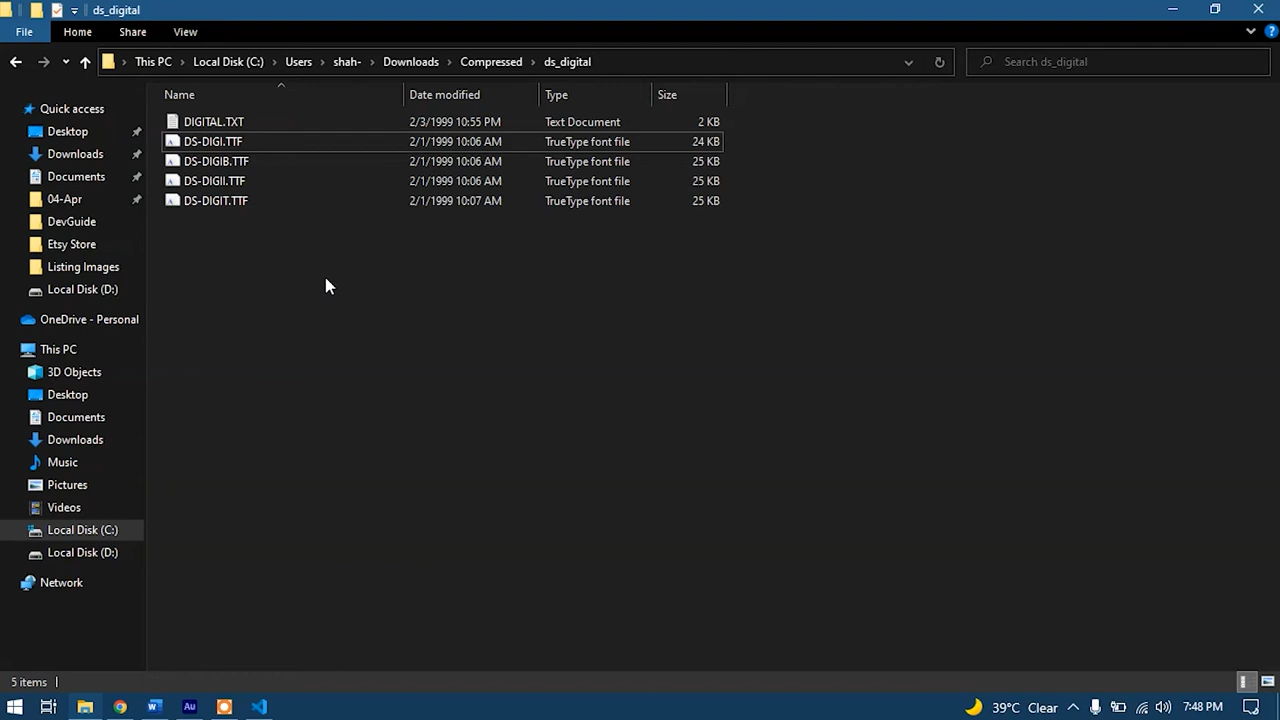 ds_digital
File Home Share View
This PC > Local Disk (C:) > Users > shah- > Downloads > Compressed > ds_digital
Search ds_digital
Name Date modified Type Size
DIGITAL.TXT 2/3/1999 10:55 PM Text Document 2 KB
DS-DIGI.TTF 2/1/1999 10:06 AM TrueType font file 24 KB
DS-DIGIB.TTF 2/1/1999 10:06 AM TrueType font file 25 KB
DS-DIGII.TTF 2/1/1999 10:06 AM TrueType font file 25 KB
DS-DIGIT.TTF 2/1/1999 10:07 AM TrueType font file 25 KB
Quick access
Desktop
Downloads
Documents
04-Apr
DevGuide
Etsy Store
Listing Images
Local Disk (D:)
OneDrive - Personal
This PC
3D Objects
Desktop
Documents
Downloads
Music
Pictures
Videos
Local Disk (C:)
Local Disk (D:)
Network
5 items
W Au 39°C Clear 7:48 PM